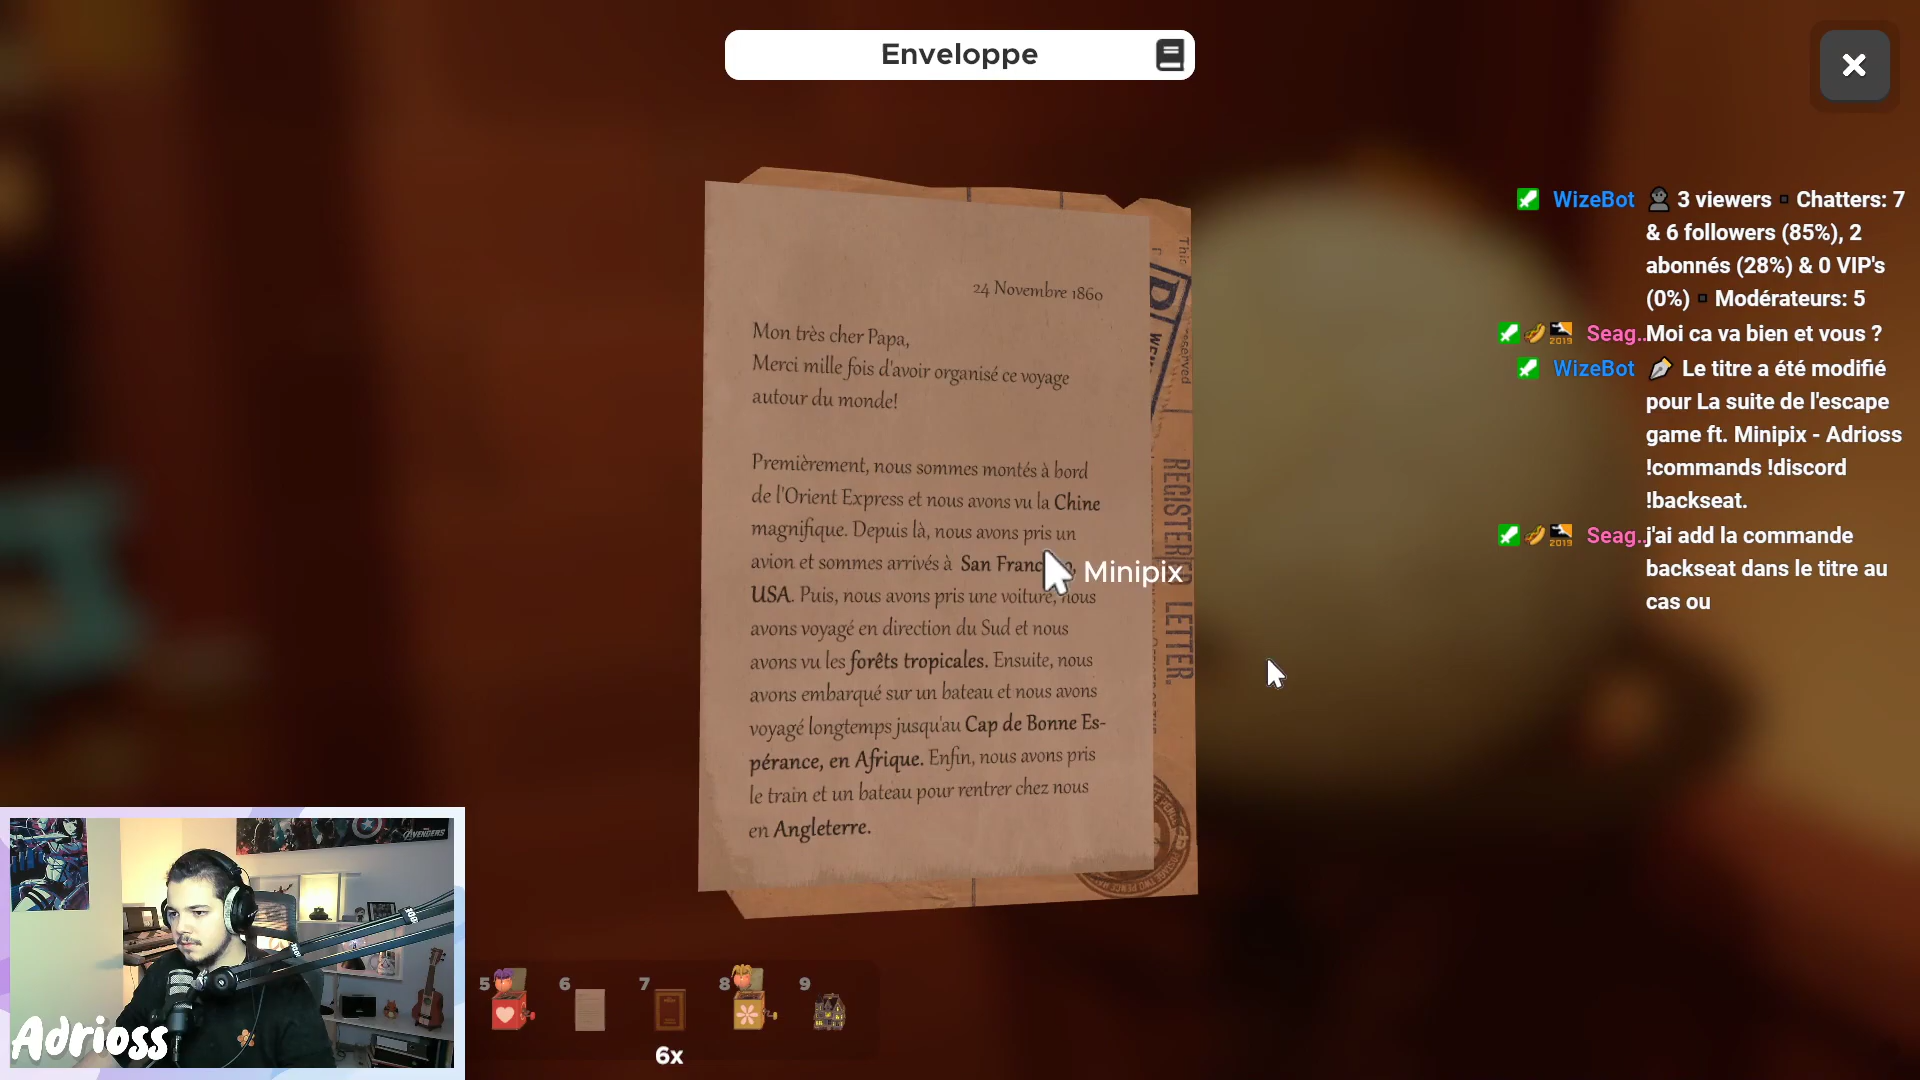 Enveloppe
24 Novembre 1860
Mon très cher Papa,
Merci mille fois d'avoir organisé ce voyage
autour du monde!
Premièrement, nous sommes montés à bord
de l'Orient Express et nous avons vu la Chine
magnifique. Depuis là, nous avons pris un
avion et sommes arrivés à San Franc
USA. Puis, nous avons pris une voiture, nous
avons voyagé en direction du Sud et nous
avons vu les forêts tropicales. Ensuite, nous
avons embarqué sur un bateau et nous avons
voyagé longtemps jusqu'au Cap de Bonne Es-
pérance, en Afrique. Enfin, nous avons pris
le train et un bateau pour rentrer chez nous
en Angleterre.
Minipix
REGISTERED LETTER.
WizeBot 3 viewers ▪ Chatters: 7
& 6 followers (85%), 2
abonnés (28%) & 0 VIP's
(0%) ▪ Modérateurs: 5
Seag.. Moi ca va bien et vous ?
WizeBot Le titre a été modifié
pour La suite de l'escape
game ft. Minipix - Adrioss
!commands !discord
!backseat.
Seag.. j'ai add la commande
backseat dans le titre au
cas ou
AVENGERS
Adrioss
5 6 7 8 9
6x